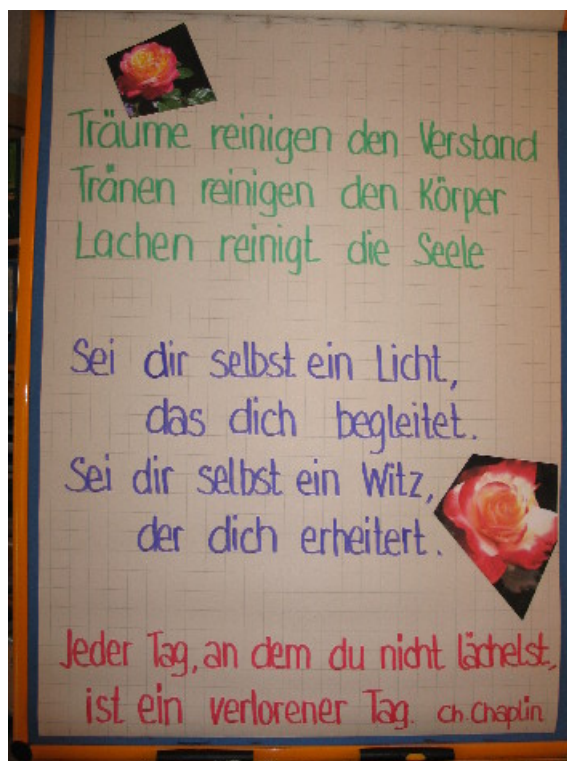 Träume reinigen den Verstand
Tränen reinigen den Körper
Lachen reinigt die Seele
Sei dir selbst ein Licht,
das dich begleitet.
Sei dir selbst ein Witz,
der dich erheitert.
Jeder Tag, an dem du nicht lächelst,
ist ein verlorener Tag. Ch. Chaplin